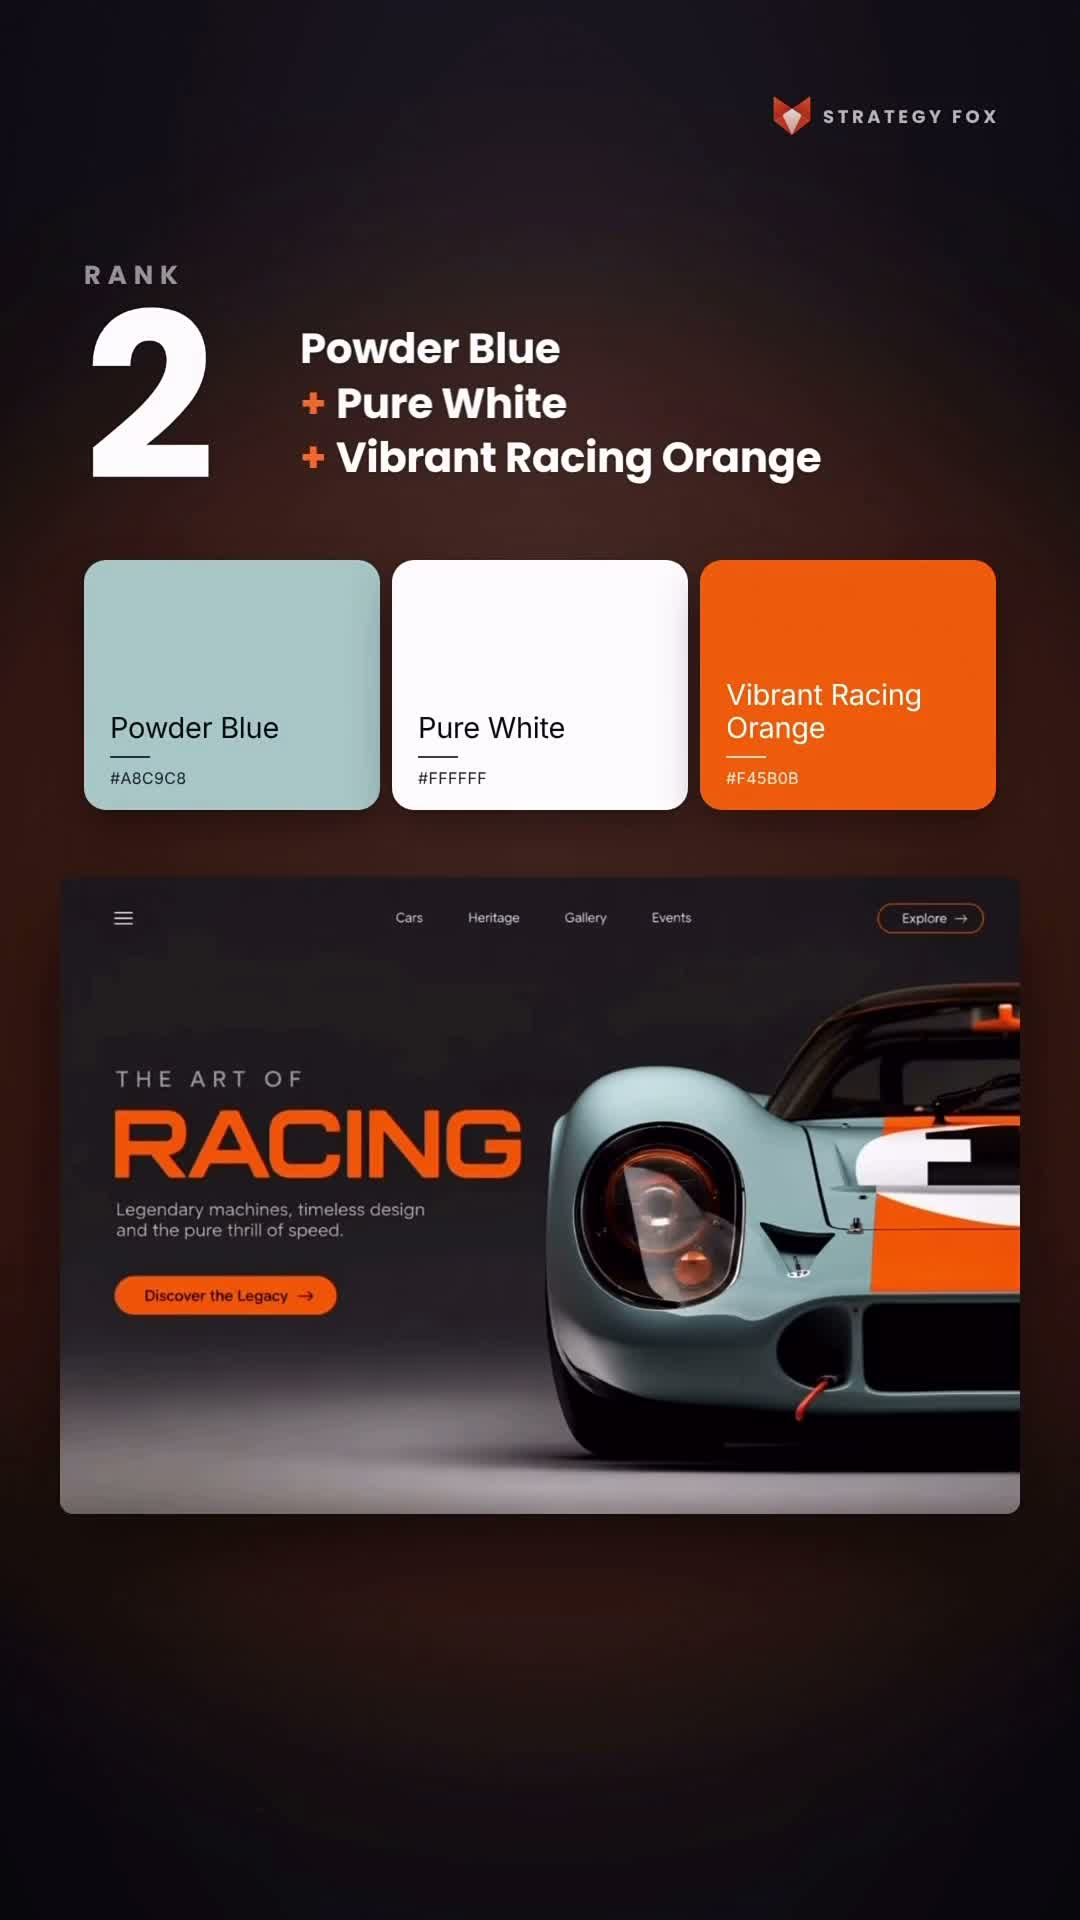 STRATEGY FOX
RANK
2
Powder Blue
+ Pure White
+ Vibrant Racing Orange
Powder Blue
#A8C9C8
Pure White
#FFFFFF
Vibrant Racing
Orange
#F45B0B
Cars Heritage Gallery Events Explore →
THE ART OF
RACING
Legendary machines, timeless design
and the pure thrill of speed.
Discover the Legacy →